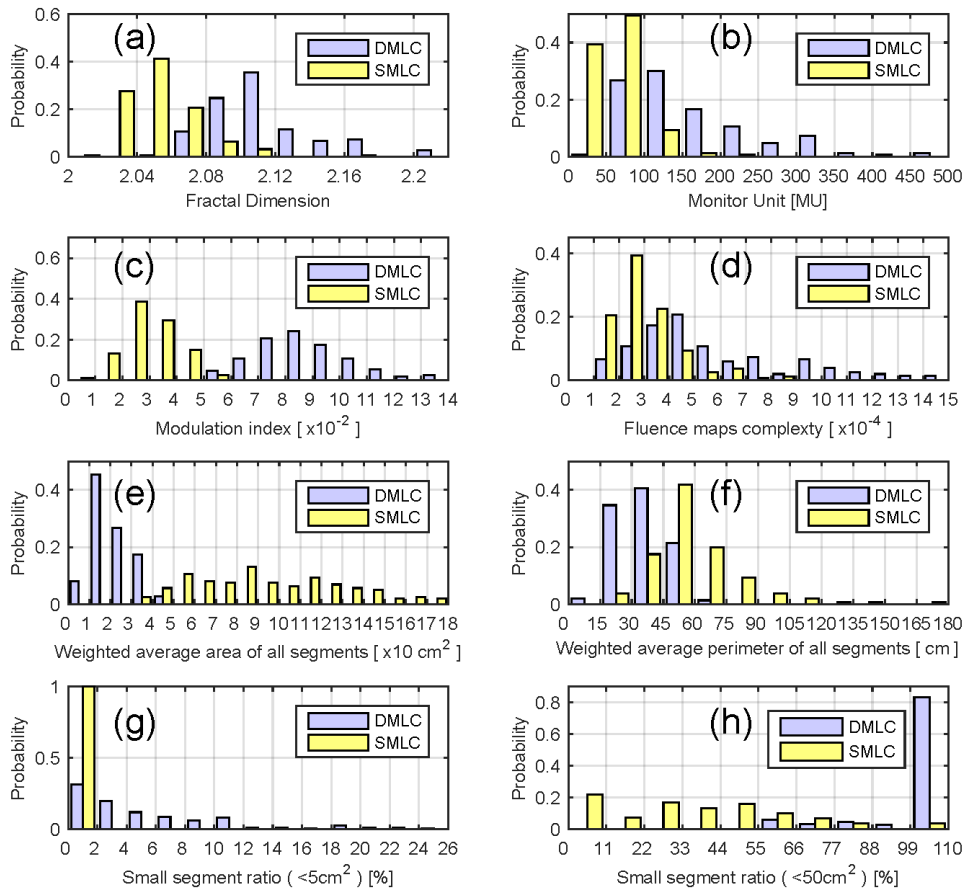 (a)
DMLC
SMLC
Probability
0.6
0.4
0.2
0
2 2.04 2.08 2.12 2.16 2.2
Fractal Dimension
(b)
DMLC
SMLC
Probability
0.4
0.2
0
0 50 100 150 200 250 300 350 400 450 500
Monitor Unit [MU]
(c)
DMLC
SMLC
Probability
0.6
0.4
0.2
0
0 1 2 3 4 5 6 7 8 9 10 11 12 13 14
Modulation index [ x10-2 ]
(d)
DMLC
SMLC
Probability
0.4
0.2
0
0 1 2 3 4 5 6 7 8 9 10 11 12 13 14 15
Fluence maps complexty [ x10-4 ]
(e)
DMLC
SMLC
Probability
0.4
0.2
0
0 1 2 3 4 5 6 7 8 9 10 11 12 13 14 15 16 17 18
Weighted average area of all segments [ x10 cm2 ]
(f)
DMLC
SMLC
Probability
0.4
0.2
0
0 15 30 45 60 75 90 105 120 135 150 165 180
Weighted average perimeter of all segments [ cm]
(g)
DMLC
SMLC
Probability
1
0.5
0
0 2 4 6 8 10 12 14 16 18 20 22 24 26
Small segment ratio ( <5cm2 ) [%]
(h)
DMLC
SMLC
Probability
0.8
0.6
0.4
0.2
0
0 11 22 33 44 55 66 77 88 99 110
Small segment ratio ( <50cm2 ) [%]